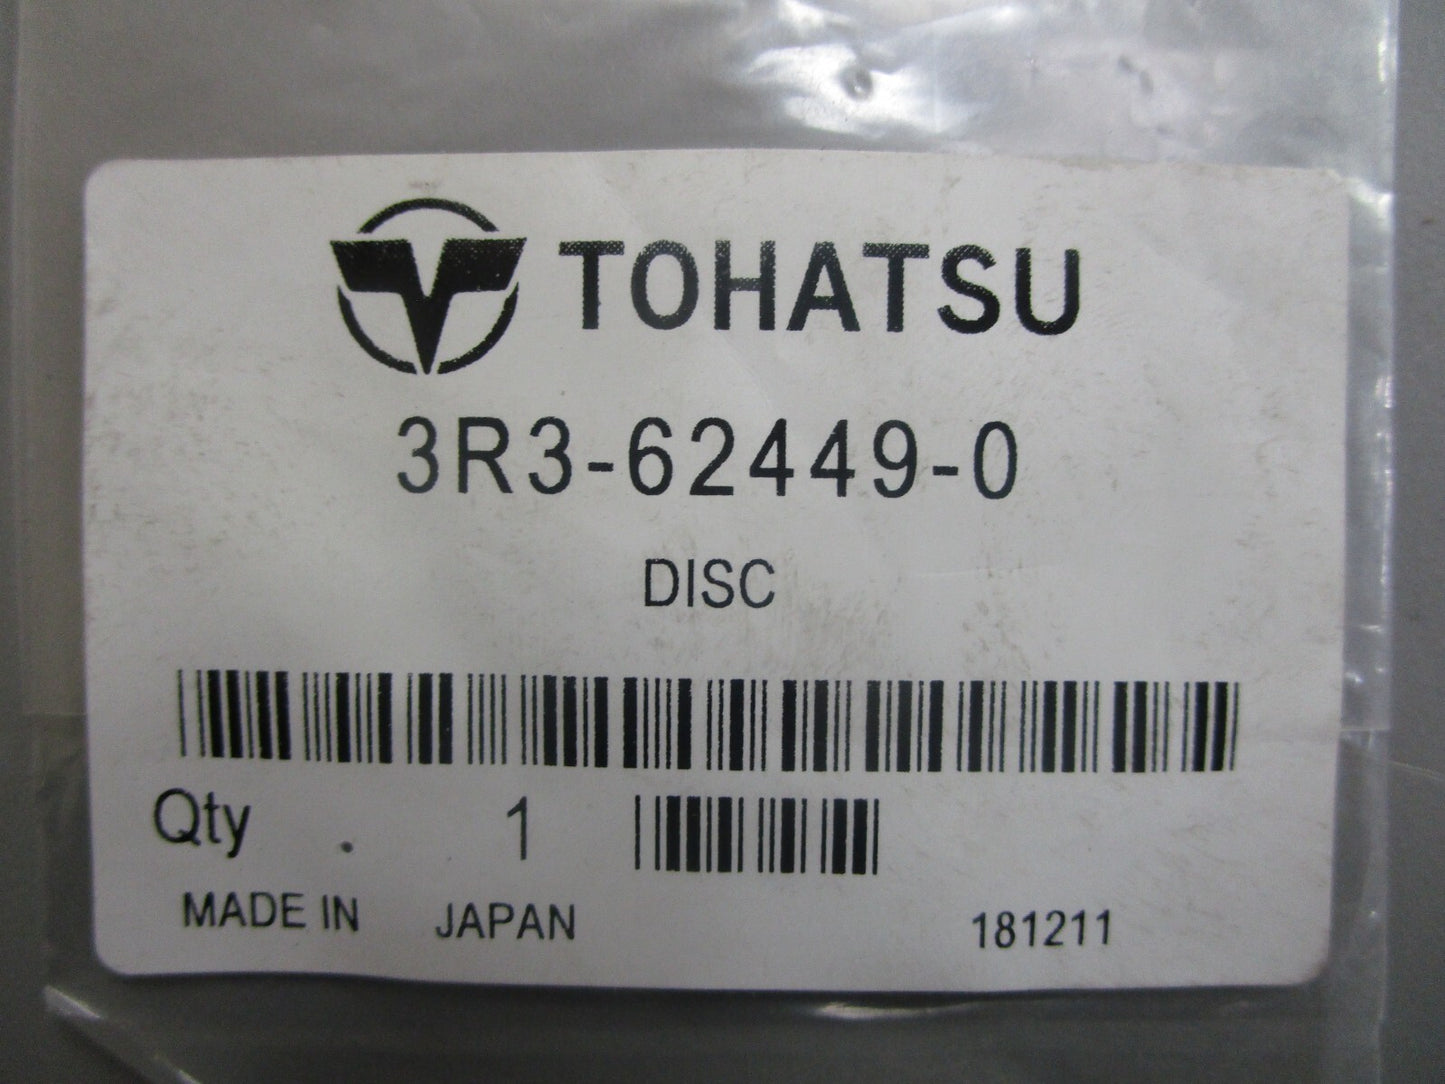 TOHATSU
3R3-62449-0
DISC
Qty . 1
MADE IN JAPAN 181211